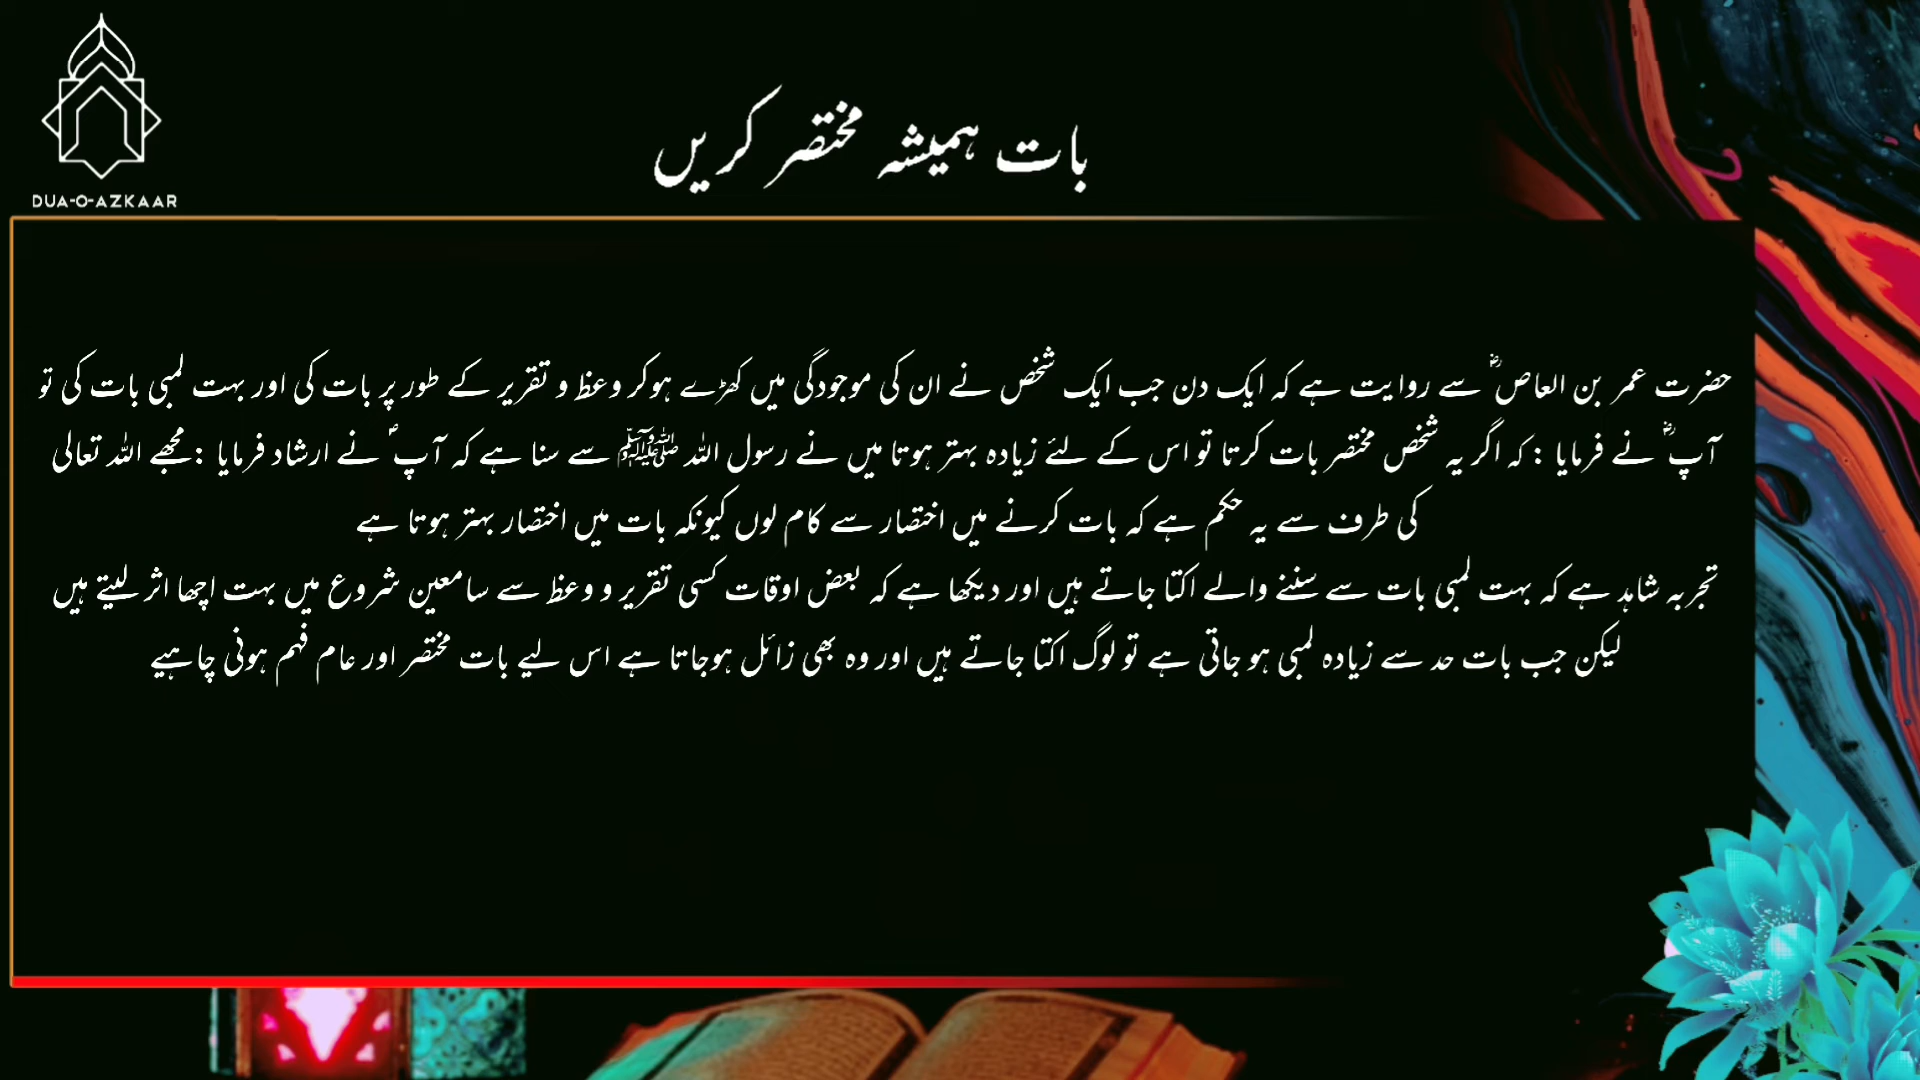 DUA-O-AZKAAR
بات ہمیشہ مختصر کریں
حضرت عمر بن العاصؓ سے روایت ہے کہ ایک دن جب ایک شخص نے ان کی موجودگی میں کھڑے ہوکر وعظ و تقریر کے طور پر بات کی اور بہت لمبی بات کی تو
آپؓ نے فرمایا : کہ اگر یہ شخص مختصر بات کرتا تو اس کے لئے زیادہ بہتر ہوتا میں نے رسول اللہ ﷺ سے سنا ہے کہ آپؐ نے ارشاد فرمایا :مجھے اللہ تعالی
کی طرف سے یہ حکم ہے کہ بات کرنے میں اختصار سے کام لوں کیونکہ بات میں اختصار بہتر ہوتا ہے
تجربہ شاہد ہے کہ بہت لمبی بات سے سننے والے اکتا جاتے ہیں اور دیکھا ہے کہ بعض اوقات کسی تقریر و وعظ سے سامعین شروع میں بہت اچھا اثر لیتے ہیں
لیکن جب بات حد سے زیادہ لمبی ہو جاتی ہے تو لوگ اکتا جاتے ہیں اور وہ بھی زائل ہوجاتا ہے اس لیے بات مختصر اور عام فہم ہونی چاہیے